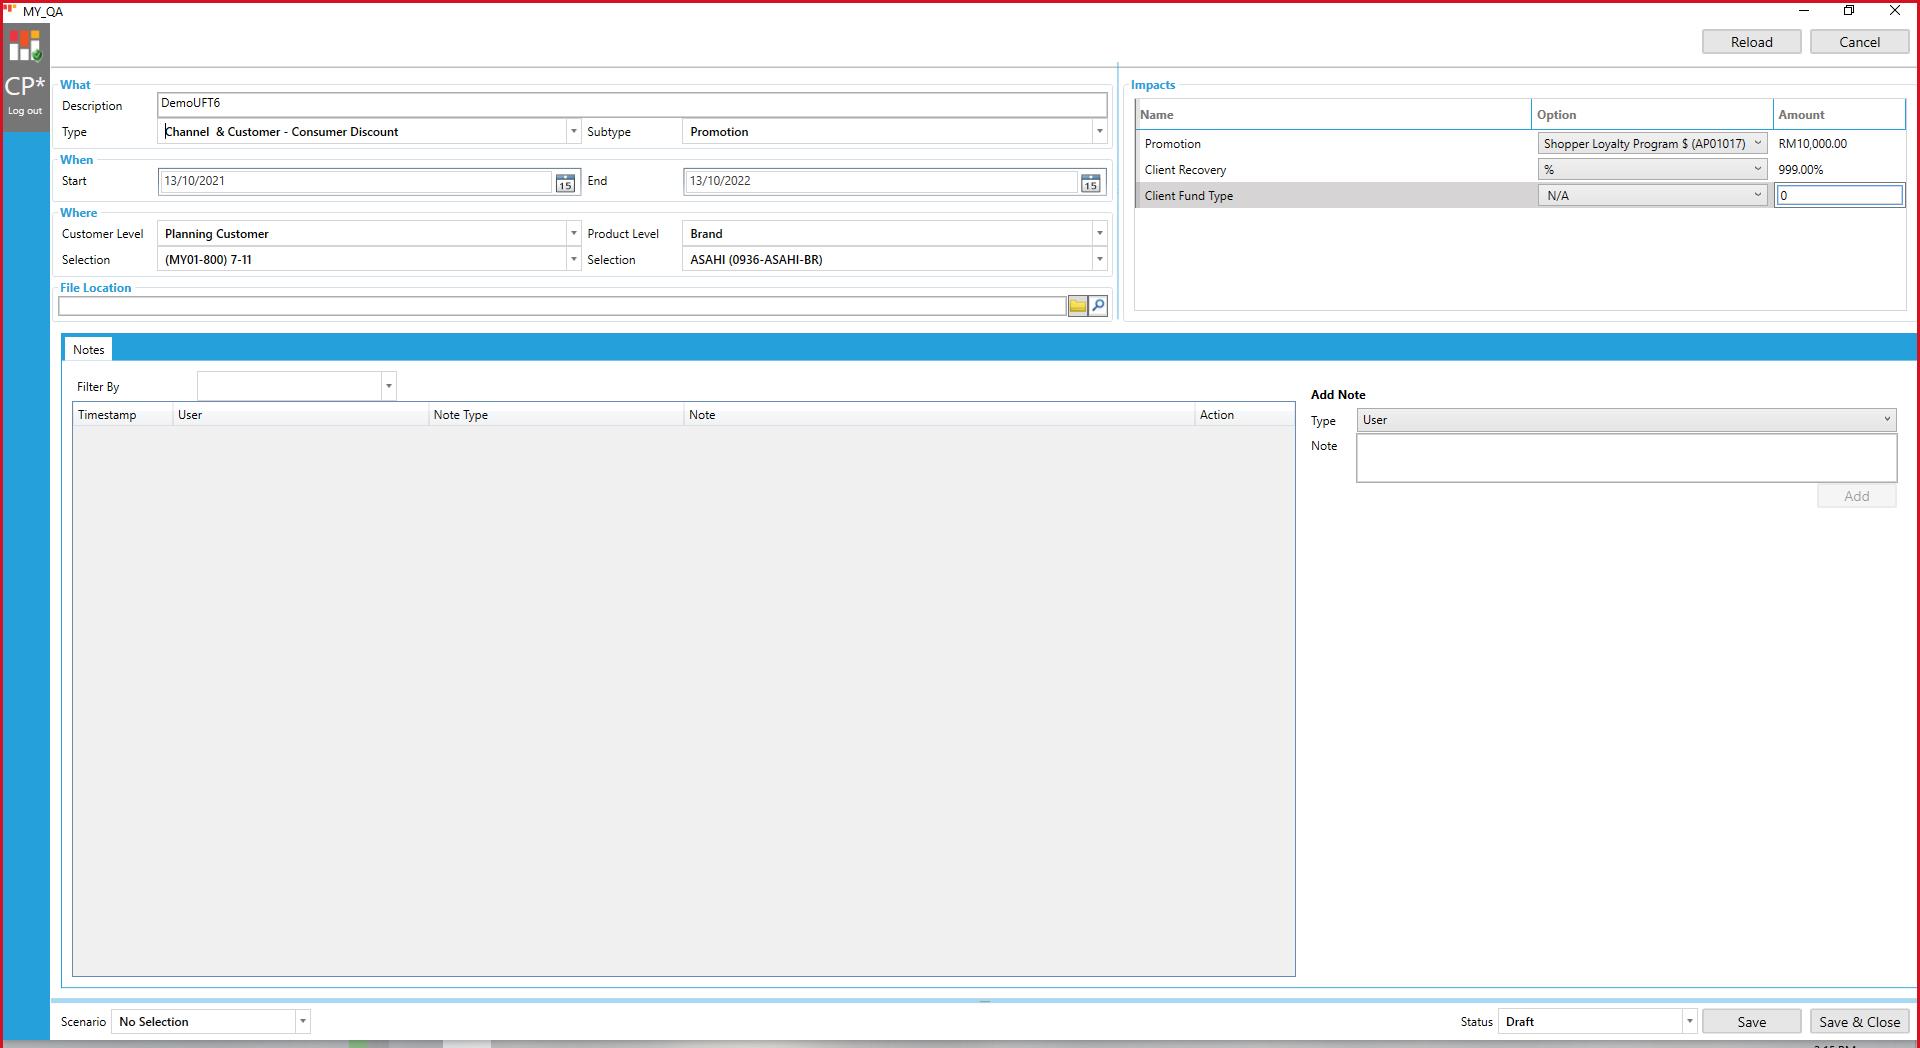 MY_QA
Reload Cancel
CP*
Log out
What
Description DemoUFT6
Type Channel & Customer - Consumer Discount Subtype Promotion
When
Start 13/10/2021 15 End 13/10/2022 15
Where
Customer Level Planning Customer Product Level Brand
Selection (MY01-800) 7-11 Selection ASAHI (0936-ASAHI-BR)
File Location
Impacts
Name Option Amount
Promotion Shopper Loyalty Program $ (AP01017) RM10,000.00
Client Recovery % 999.00%
Client Fund Type N/A 0
Notes
Filter By
Timestamp User Note Type Note Action
Add Note
Type User
Note
Add
Scenario No Selection Status Draft Save Save & Close